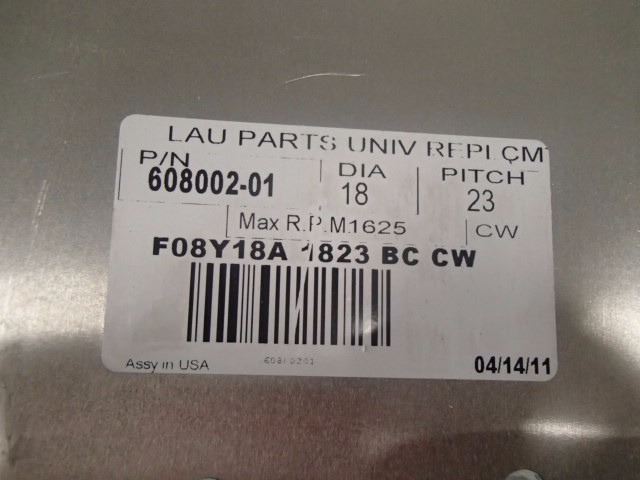 LAU PARTS UNIV REPLCM
P/N DIA PITCH
608002-01 18 23
Max R.P.M.1625 CW
F08Y18A 1823 BC CW
Assy in USA 04/14/11